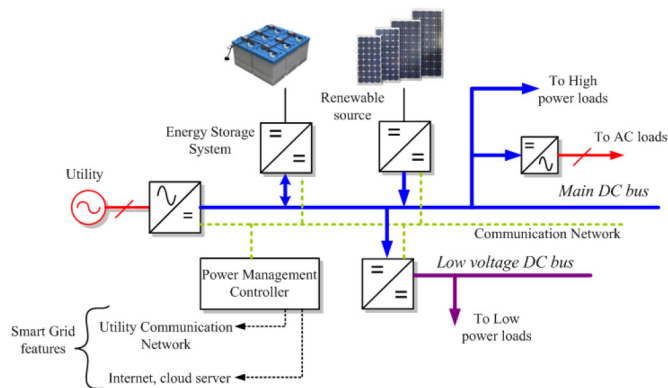 Energy Storage
System
Renewable
source
To High
power loads
To AC loads
Utility
Main DC bus
Communication Network
Power Management
Controller
Low voltage DC bus
To Low
power loads
Smart Grid
features
Utility Communication
Network
Internet, cloud server